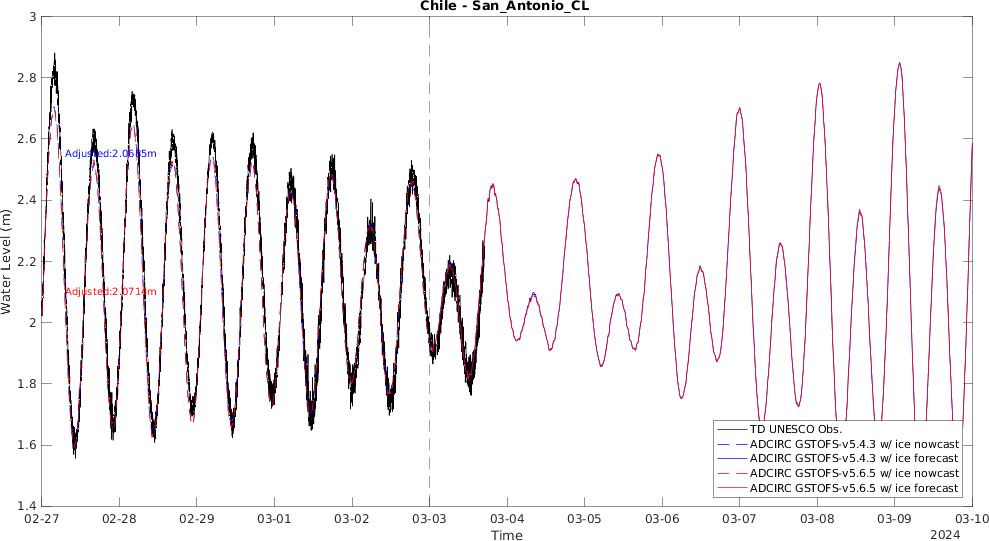 Chile - San_Antonio_CL
3
2.8
2.6
2.4
2.2
2
1.8
1.6
1.4
Water Level (m)
Adjusted:2.0685m
Adjusted:2.0714m
TD UNESCO Obs.
ADCIRC GSTOFS-v5.4.3 w/ ice nowcast
ADCIRC GSTOFS-v5.4.3 w/ ice forecast
ADCIRC GSTOFS-v5.6.5 w/ ice nowcast
ADCIRC GSTOFS-v5.6.5 w/ ice forecast
02-27 02-28 02-29 03-01 03-02 03-03 03-04 03-05 03-06 03-07 03-08 03-09 03-10
Time
2024